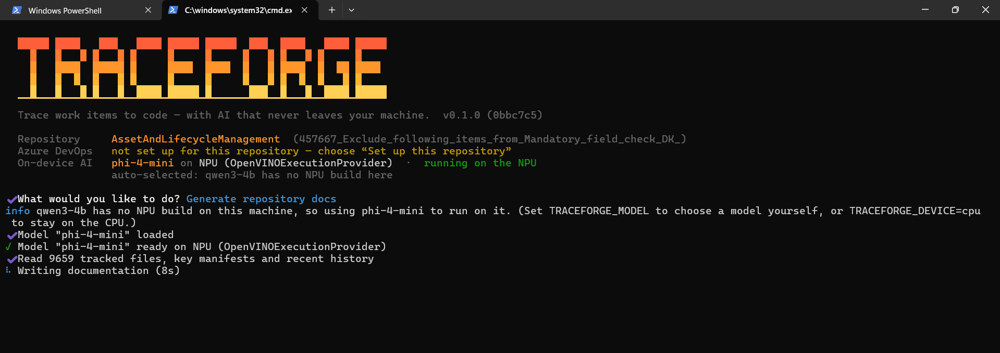 Windows PowerShell
C:\windows\system32\cmd.ex
TRACEFORGE
Trace work items to code — with AI that never leaves your machine.  v0.1.0 (0bbc7c5)
Repository     AssetAndLifecycleManagement  (457667_Exclude_following_items_from_Mandatory_field_check_DK_)
Azure DevOps   not set up for this repository — choose “Set up this repository”
On-device AI   phi-4-mini on NPU (OpenVINOExecutionProvider)  ·  running on the NPU
auto-selected: qwen3-4b has no NPU build here
✔What would you like to do? Generate repository docs
info qwen3-4b has no NPU build on this machine, so using phi-4-mini to run on it. (Set TRACEFORGE_MODEL to choose a model yourself, or TRACEFORGE_DEVICE=cpu
to stay on the CPU.)
✔Model "phi-4-mini" loaded
√ Model "phi-4-mini" ready on NPU (OpenVINOExecutionProvider)
✔Read 9659 tracked files, key manifests and recent history
Writing documentation (8s)